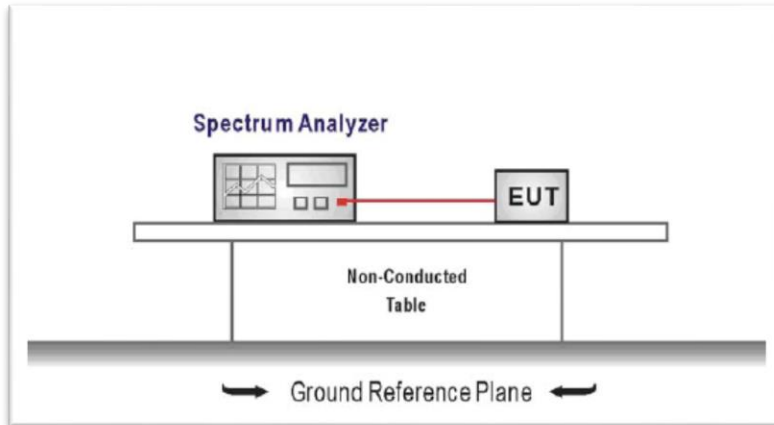 Spectrum Analyzer
EUT
Non-Conducted
Table
Ground Reference Plane